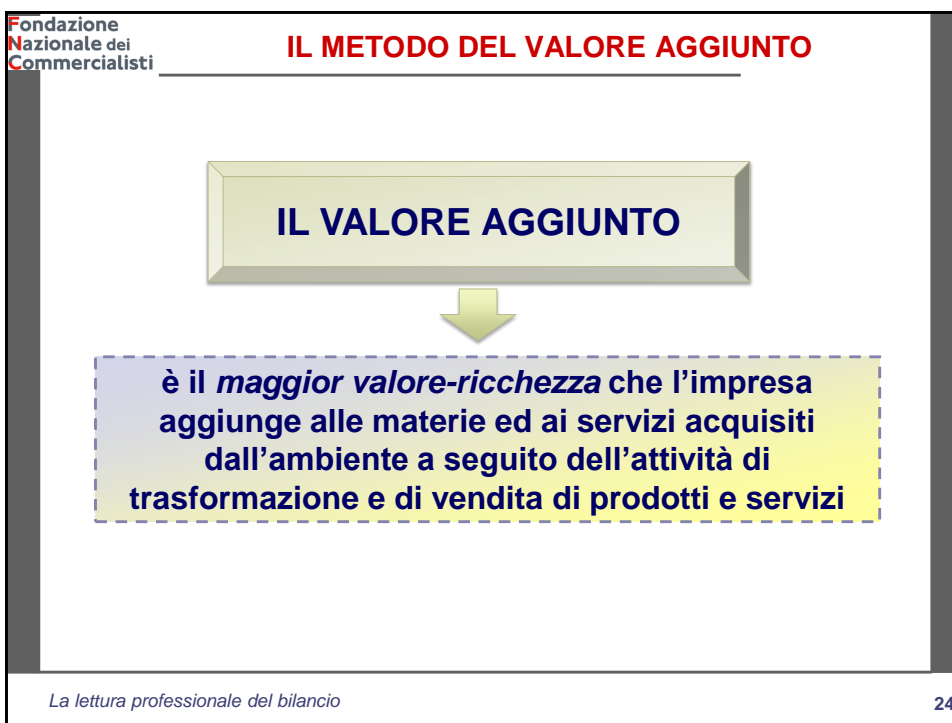 Fondazione
Nazionale dei
Commercialisti
IL METODO DEL VALORE AGGIUNTO
IL VALORE AGGIUNTO
è il maggior valore-ricchezza che l’impresa
aggiunge alle materie ed ai servizi acquisiti
dall’ambiente a seguito dell’attività di
trasformazione e di vendita di prodotti e servizi
La lettura professionale del bilancio
24